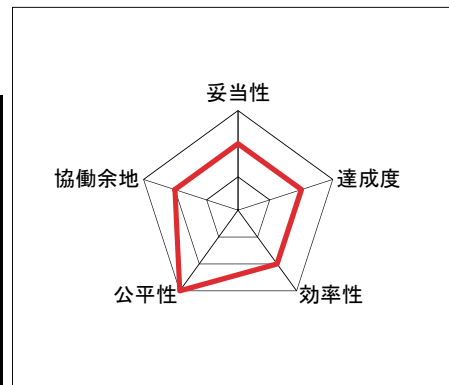 妥当性
協働余地
達成度
公平性
効率性